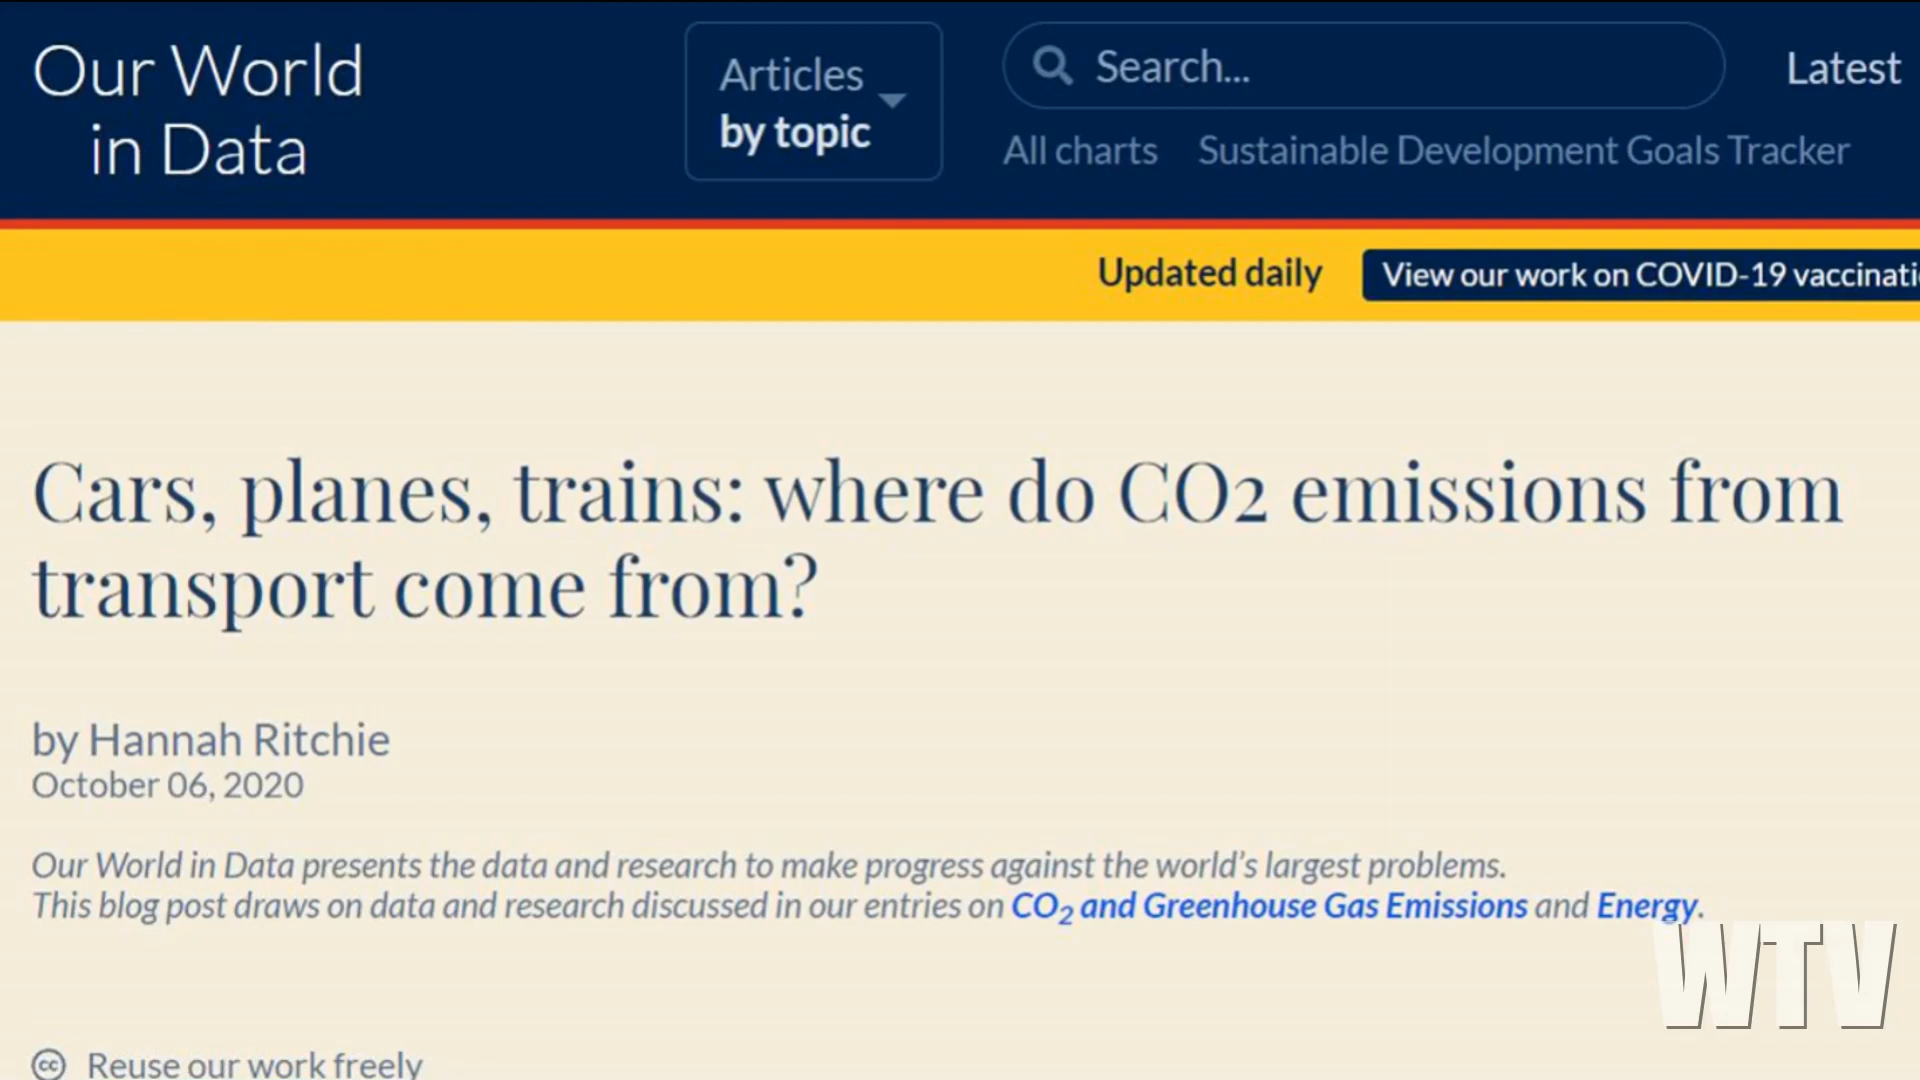 Our World
in Data
Articles
by topic
Search...
Latest
All charts
Sustainable Development Goals Tracker
Updated daily
View our work on COVID-19
Cars, planes, trains: where do CO2 emissions from
transport come from?
by Hannah Ritchie
October 06, 2020
Our World in Data presents the data and research to make progress against the world's largest problems.
This blog post draws on data and research discussed in our entries on CO₂ and Greenhouse Gas Emissions and Energy.
WTV
cc Reuse our work freely